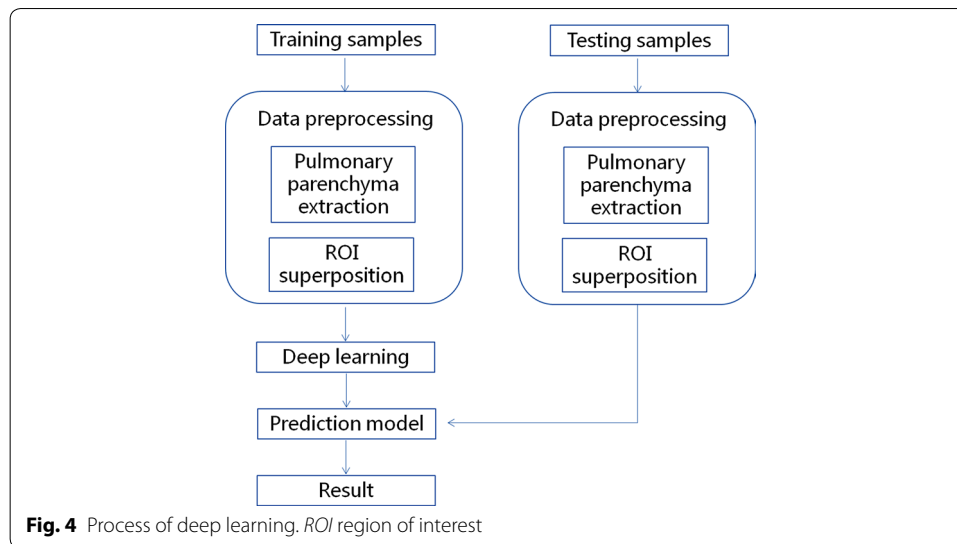 Training samples
Data preprocessing
Pulmonary
parenchyma
extraction
ROI
superposition
Testing samples
Data preprocessing
Pulmonary
parenchyma
extraction
ROI
superposition
Deep learning
Prediction model
Result
Fig. 4 Process of deep learning. ROI region of interest